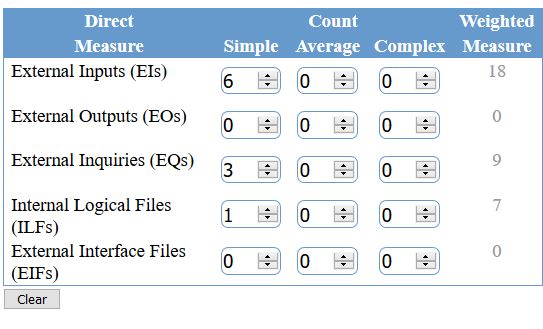 Direct Count Weighted
Measure Simple Average Complex Measure
External Inputs (EIs) 6 0 0 18
External Outputs (EOs) 0 0 0 0
External Inquiries (EQs) 3 0 0 9
Internal Logical Files
(ILFs) 1 0 0 7
External Interface Files
(EIFs) 0 0 0 0
Clear